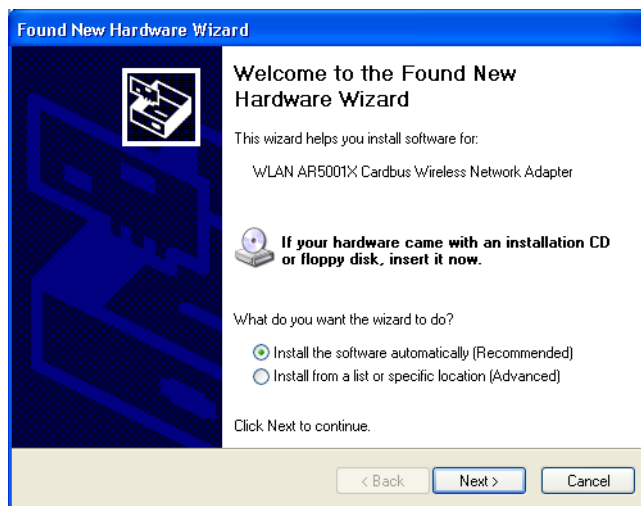 Found New Hardware Wizard
Welcome to the Found New
Hardware Wizard
This wizard helps you install software for:
WLAN AR5001X Cardbus Wireless Network Adapter
If your hardware came with an installation CD
or floppy disk, insert it now.
What do you want the wizard to do?
Install the software automatically (Recommended)
Install from a list or specific location (Advanced)
Click Next to continue.
< Back Next > Cancel